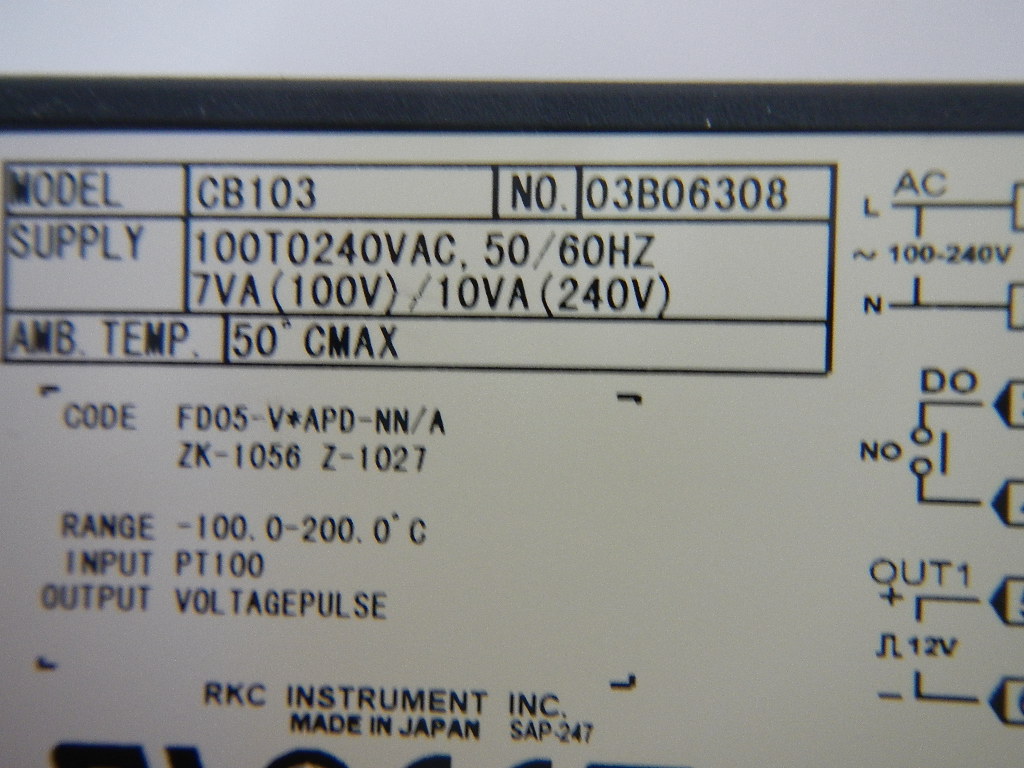 MODEL CB103 NO. 03B06308
SUPPLY 100TO240VAC, 50/60HZ
7VA(100V)/10VA(240V)
AMB. TEMP. 50°CMAX
CODE FD05-V*APD-NN/A
ZK-1056 Z-1027
RANGE -100.0-200.0°C
INPUT PT100
OUTPUT VOLTAGEPULSE
RKC INSTRUMENT INC.
MADE IN JAPAN SAP-247
AC
L
~ 100-240V
N
DO
NO
OUT1
+
12V
−